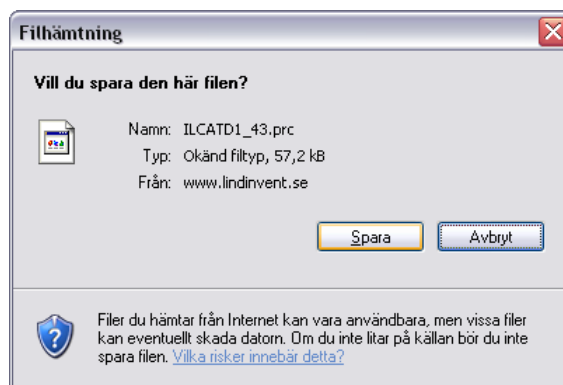 Filhämtning
Vill du spara den här filen?
Namn: ILCATD1_43.prc
Typ: Okänd filtyp, 57,2 kB
Från: www.lindinvent.se
Spara Avbryt
Filer du hämtar från Internet kan vara användbara, men vissa filer
kan eventuellt skada datorn. Om du inte litar på källan bör du inte
spara filen. Vilka risker innebär detta?